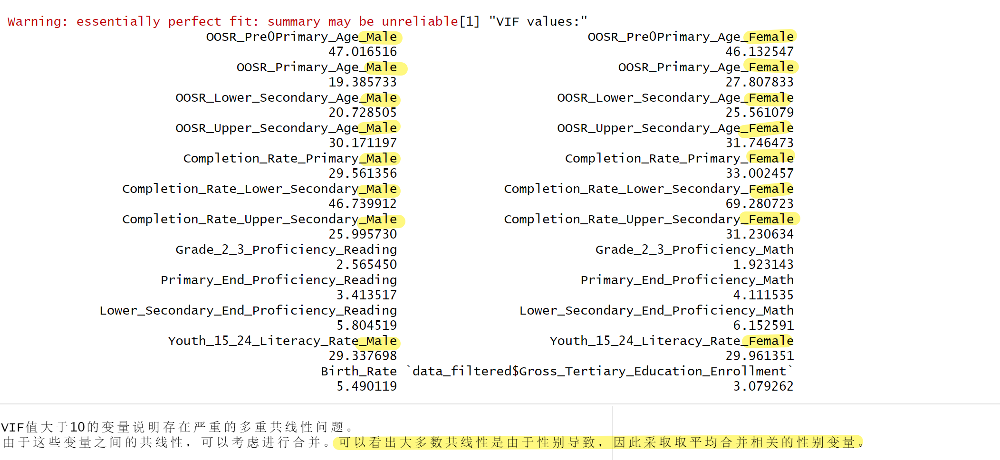 Warning: essentially perfect fit: summary may be unreliable[1] "VIF values:"
OOSR_Pre0Primary_Age_Male OOSR_Pre0Primary_Age_Female
47.016516 46.132547
OOSR_Primary_Age_Male OOSR_Primary_Age_Female
19.385733 27.807833
OOSR_Lower_Secondary_Age_Male OOSR_Lower_Secondary_Age_Female
20.728505 25.561079
OOSR_Upper_Secondary_Age_Male OOSR_Upper_Secondary_Age_Female
30.171197 31.746473
Completion_Rate_Primary_Male Completion_Rate_Primary_Female
29.561356 33.002457
Completion_Rate_Lower_Secondary_Male Completion_Rate_Lower_Secondary_Female
46.739912 69.280723
Completion_Rate_Upper_Secondary_Male Completion_Rate_Upper_Secondary_Female
25.995730 31.230634
Grade_2_3_Proficiency_Reading Grade_2_3_Proficiency_Math
2.565450 1.923143
Primary_End_Proficiency_Reading Primary_End_Proficiency_Math
3.413517 4.111535
Lower_Secondary_End_Proficiency_Reading Lower_Secondary_End_Proficiency_Math
5.804519 6.152591
Youth_15_24_Literacy_Rate_Male Youth_15_24_Literacy_Rate_Female
29.337698 29.961351
Birth_Rate `data_filtered$Gross_Tertiary_Education_Enrollment`
5.490119 3.079262
VIF值大于10的变量说明存在严重的多重共线性问题。
由于这些变量之间的共线性，可以考虑进行合并。可以看出大多数共线性是由于性别导致，因此采取取平均合并相关的性别变量。